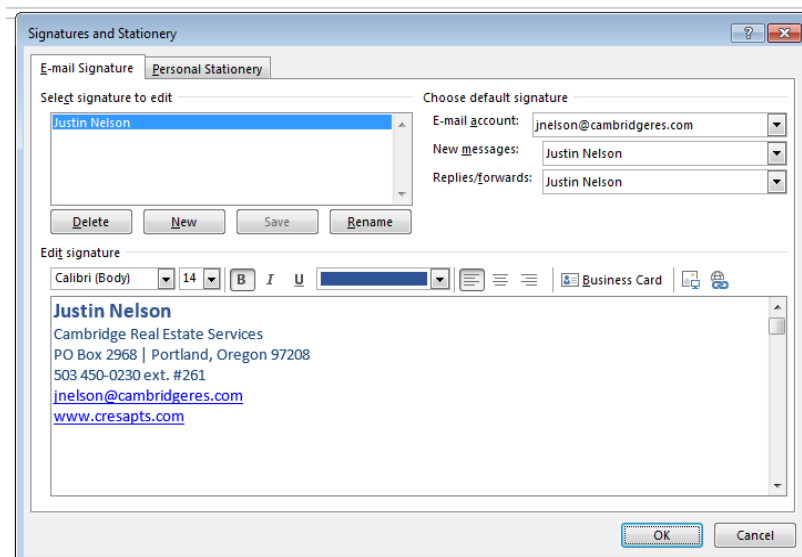 Signatures and Stationery
E-mail Signature Personal Stationery
Select signature to edit
Justin Nelson
Delete New Save Rename
Choose default signature
E-mail account: jnelson@cambridgeres.com
New messages: Justin Nelson
Replies/forwards: Justin Nelson
Edit signature
Calibri (Body) 14 B I U Business Card
Justin Nelson
Cambridge Real Estate Services
PO Box 2968 | Portland, Oregon 97208
503 450-0230 ext. #261
jnelson@cambridgeres.com
www.cresapts.com
OK Cancel